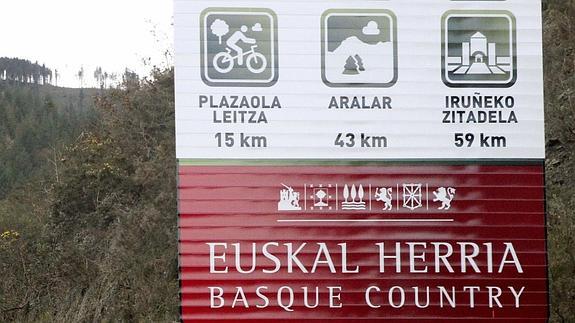 PLAZAOLA ARALAR IRUÑEKO
LEITZA ZITADELA
15 km 43 km 59 km
EUSKAL HERRIA
BASQUE COUNTRY